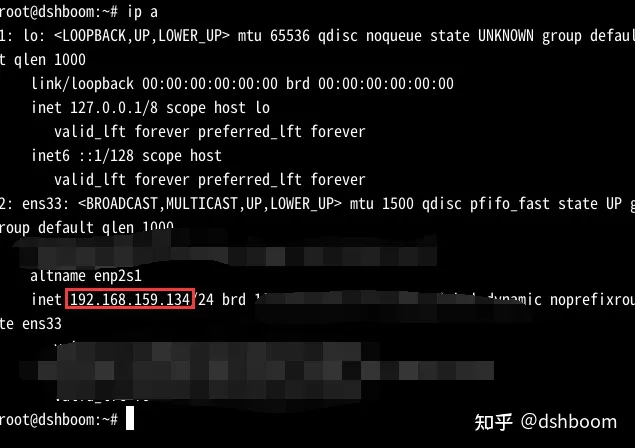 root@dshboom:~# ip a
1: lo: <LOOPBACK,UP,LOWER_UP> mtu 65536 qdisc noqueue state UNKNOWN group defaul
t qlen 1000
link/loopback 00:00:00:00:00:00 brd 00:00:00:00:00:00
inet 127.0.0.1/8 scope host lo
valid_lft forever preferred_lft forever
inet6 ::1/128 scope host
valid_lft forever preferred_lft forever
2: ens33: <BROADCAST,MULTICAST,UP,LOWER_UP> mtu 1500 qdisc pfifo_fast state UP g
roup default qlen 1000
altname enp2s1
inet 192.168.159.134/24 brd dynamic noprefixrou
te ens33
root@dshboom:~#
知乎 @dshboom